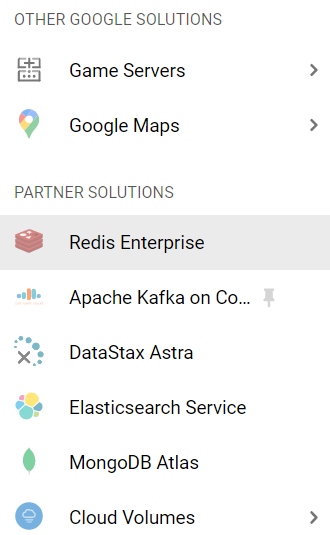 OTHER GOOGLE SOLUTIONS
Game Servers
Google Maps
PARTNER SOLUTIONS
Redis Enterprise
Apache Kafka on Co...
DataStax Astra
Elasticsearch Service
MongoDB Atlas
Cloud Volumes